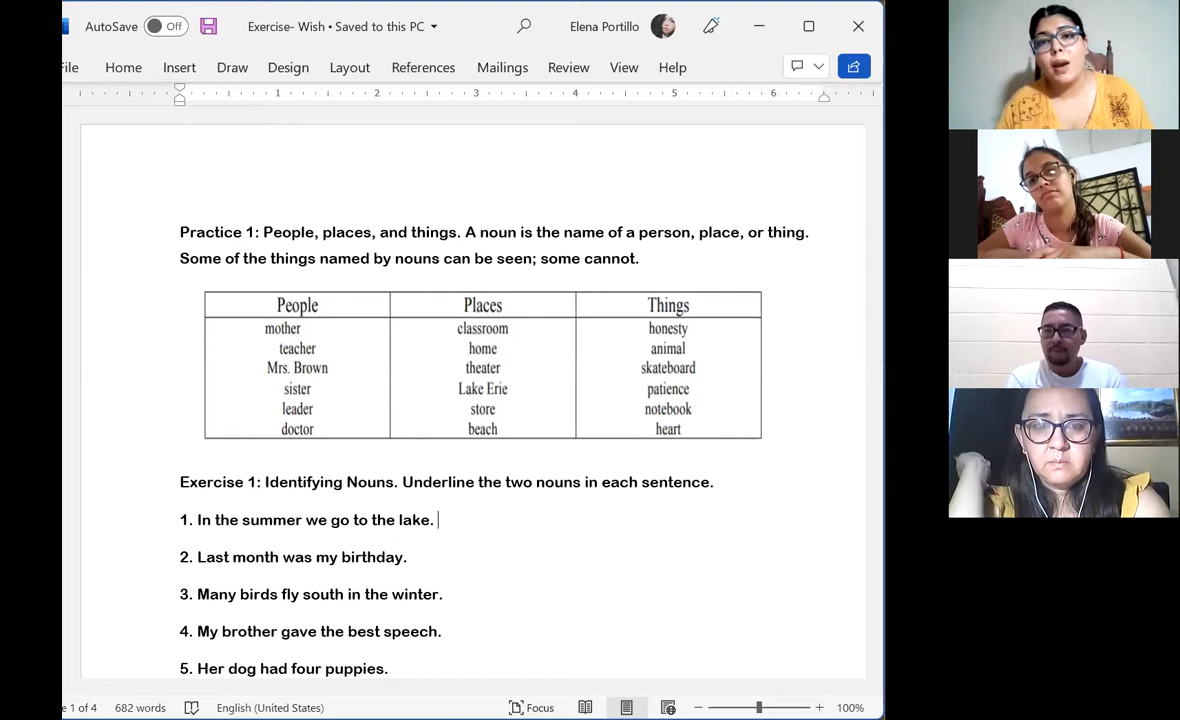 AutoSave Off Exercise- Wish • Saved to this PC Elena Portillo
File Home Insert Draw Design Layout References Mailings Review View Help
1 2 3 4 5 6
Practice 1: People, places, and things. A noun is the name of a person, place, or thing.
Some of the things named by nouns can be seen; some cannot.
People Places Things
mother classroom honesty
teacher home animal
Mrs. Brown theater skateboard
sister Lake Erie patience
leader store notebook
doctor beach heart
Exercise 1: Identifying Nouns. Underline the two nouns in each sentence.
1. In the summer we go to the lake.
2. Last month was my birthday.
3. Many birds fly south in the winter.
4. My brother gave the best speech.
5. Her dog had four puppies.
e 1 of 4 682 words English (United States) Focus 100%